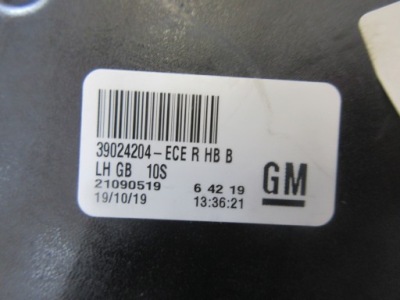 39024204-ECE R HB B
LH GB 10S
21090519 6 42 19
19/10/19 13:36:21
GM